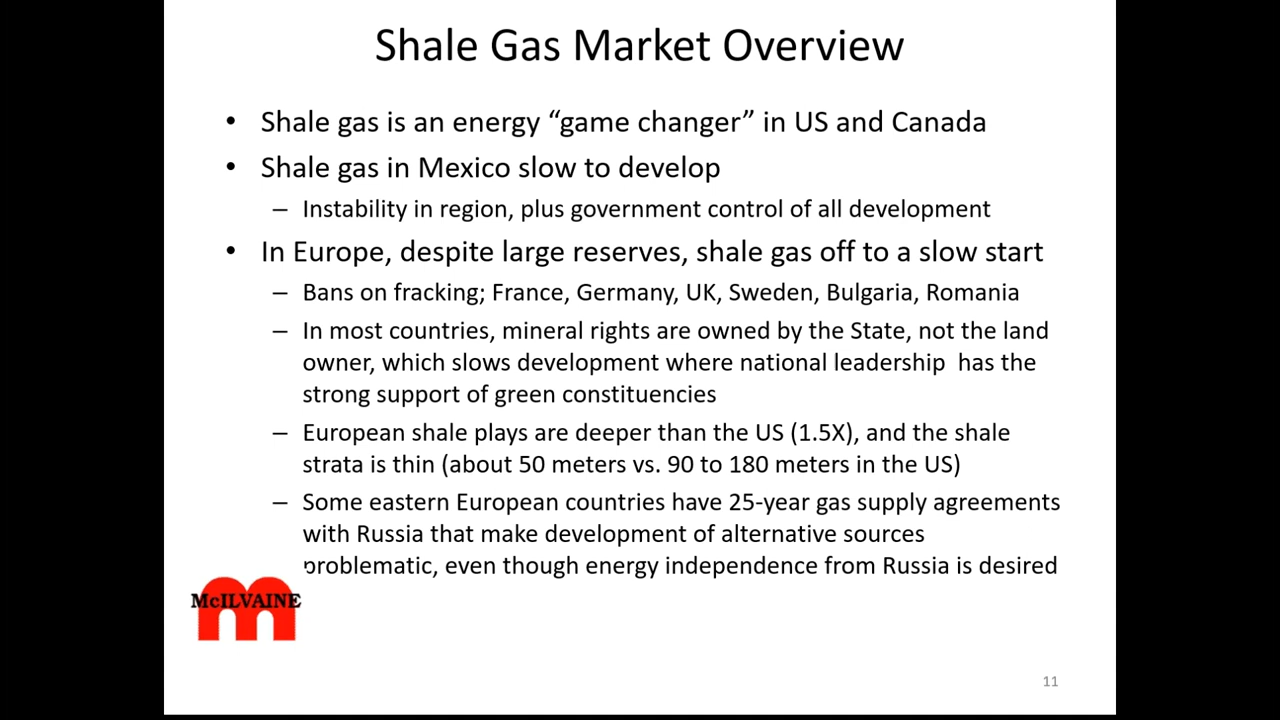 Shale Gas Market Overview
• Shale gas is an energy “game changer” in US and Canada
• Shale gas in Mexico slow to develop
– Instability in region, plus government control of all development
• In Europe, despite large reserves, shale gas off to a slow start
– Bans on fracking; France, Germany, UK, Sweden, Bulgaria, Romania
– In most countries, mineral rights are owned by the State, not the land
owner, which slows development where national leadership  has the
strong support of green constituencies
– European shale plays are deeper than the US (1.5X), and the shale
strata is thin (about 50 meters vs. 90 to 180 meters in the US)
– Some eastern European countries have 25-year gas supply agreements
with Russia that make development of alternative sources
problematic, even though energy independence from Russia is desired
McILVAINE
11